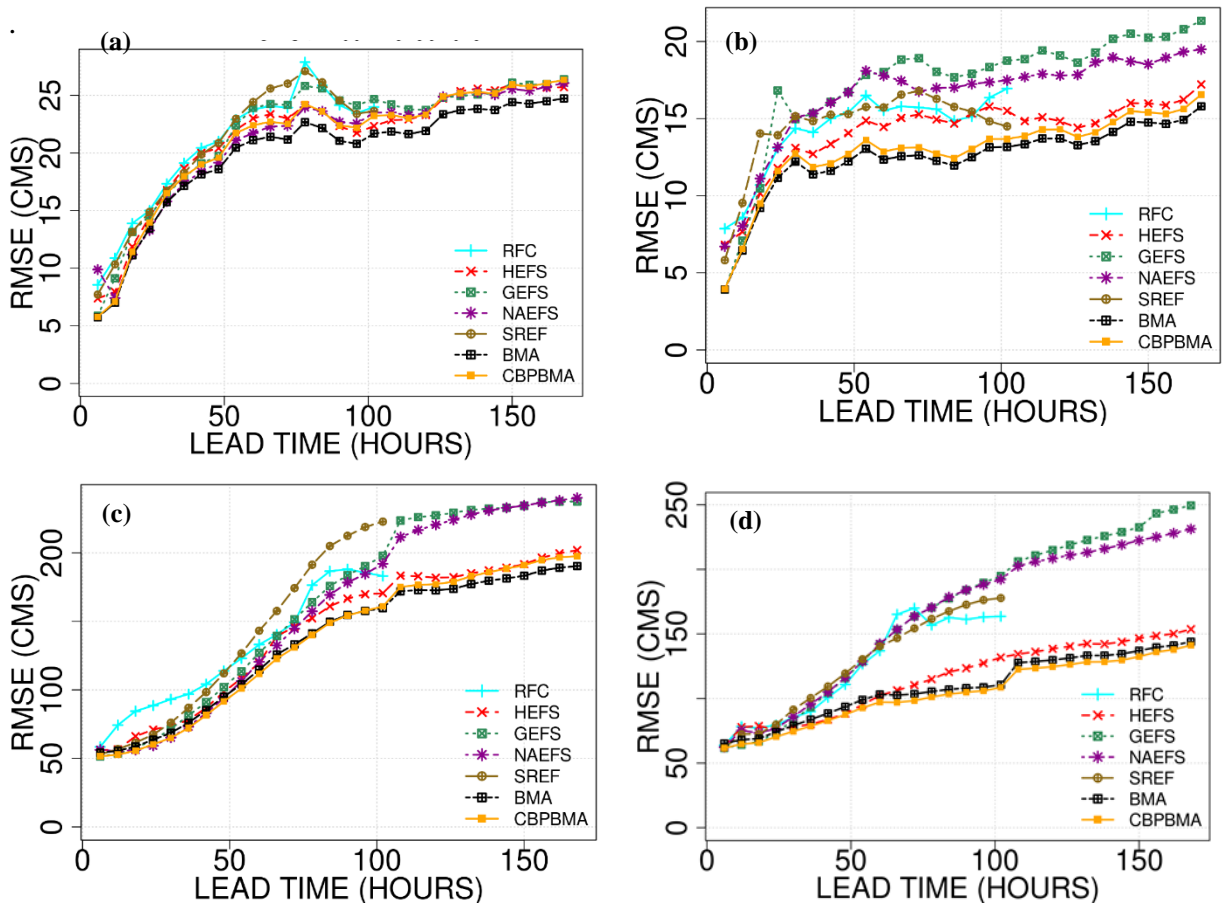 .
(a)
RMSE (CMS)
0
5
10
15
20
25
RFC
HEFS
GEFS
NAEFS
SREF
BMA
CBPBMA
0
50
100
150
LEAD TIME (HOURS)
(b)
RMSE (CMS)
0
5
10
15
20
RFC
HEFS
GEFS
NAEFS
SREF
BMA
CBPBMA
0
50
100
150
LEAD TIME (HOURS)
(c)
RMSE (CMS)
0
50
100
200
RFC
HEFS
GEFS
NAEFS
SREF
BMA
CBPBMA
0
50
100
150
LEAD TIME (HOURS)
(d)
RMSE (CMS)
0
50
150
250
RFC
HEFS
GEFS
NAEFS
SREF
BMA
CBPBMA
0
50
100
150
LEAD TIME (HOURS)